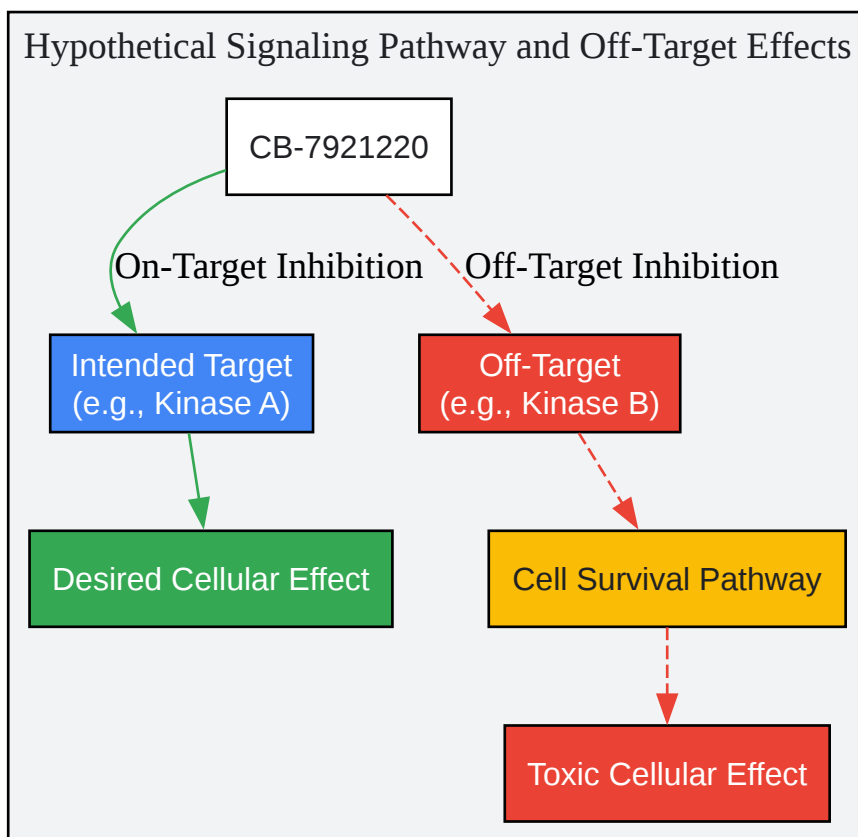 Hypothetical Signaling Pathway and Off-Target Effects
CB-7921220
On-Target Inhibition
Off-Target Inhibition
Intended Target
(e.g., Kinase A)
Off-Target
(e.g., Kinase B)
Desired Cellular Effect
Cell Survival Pathway
Toxic Cellular Effect